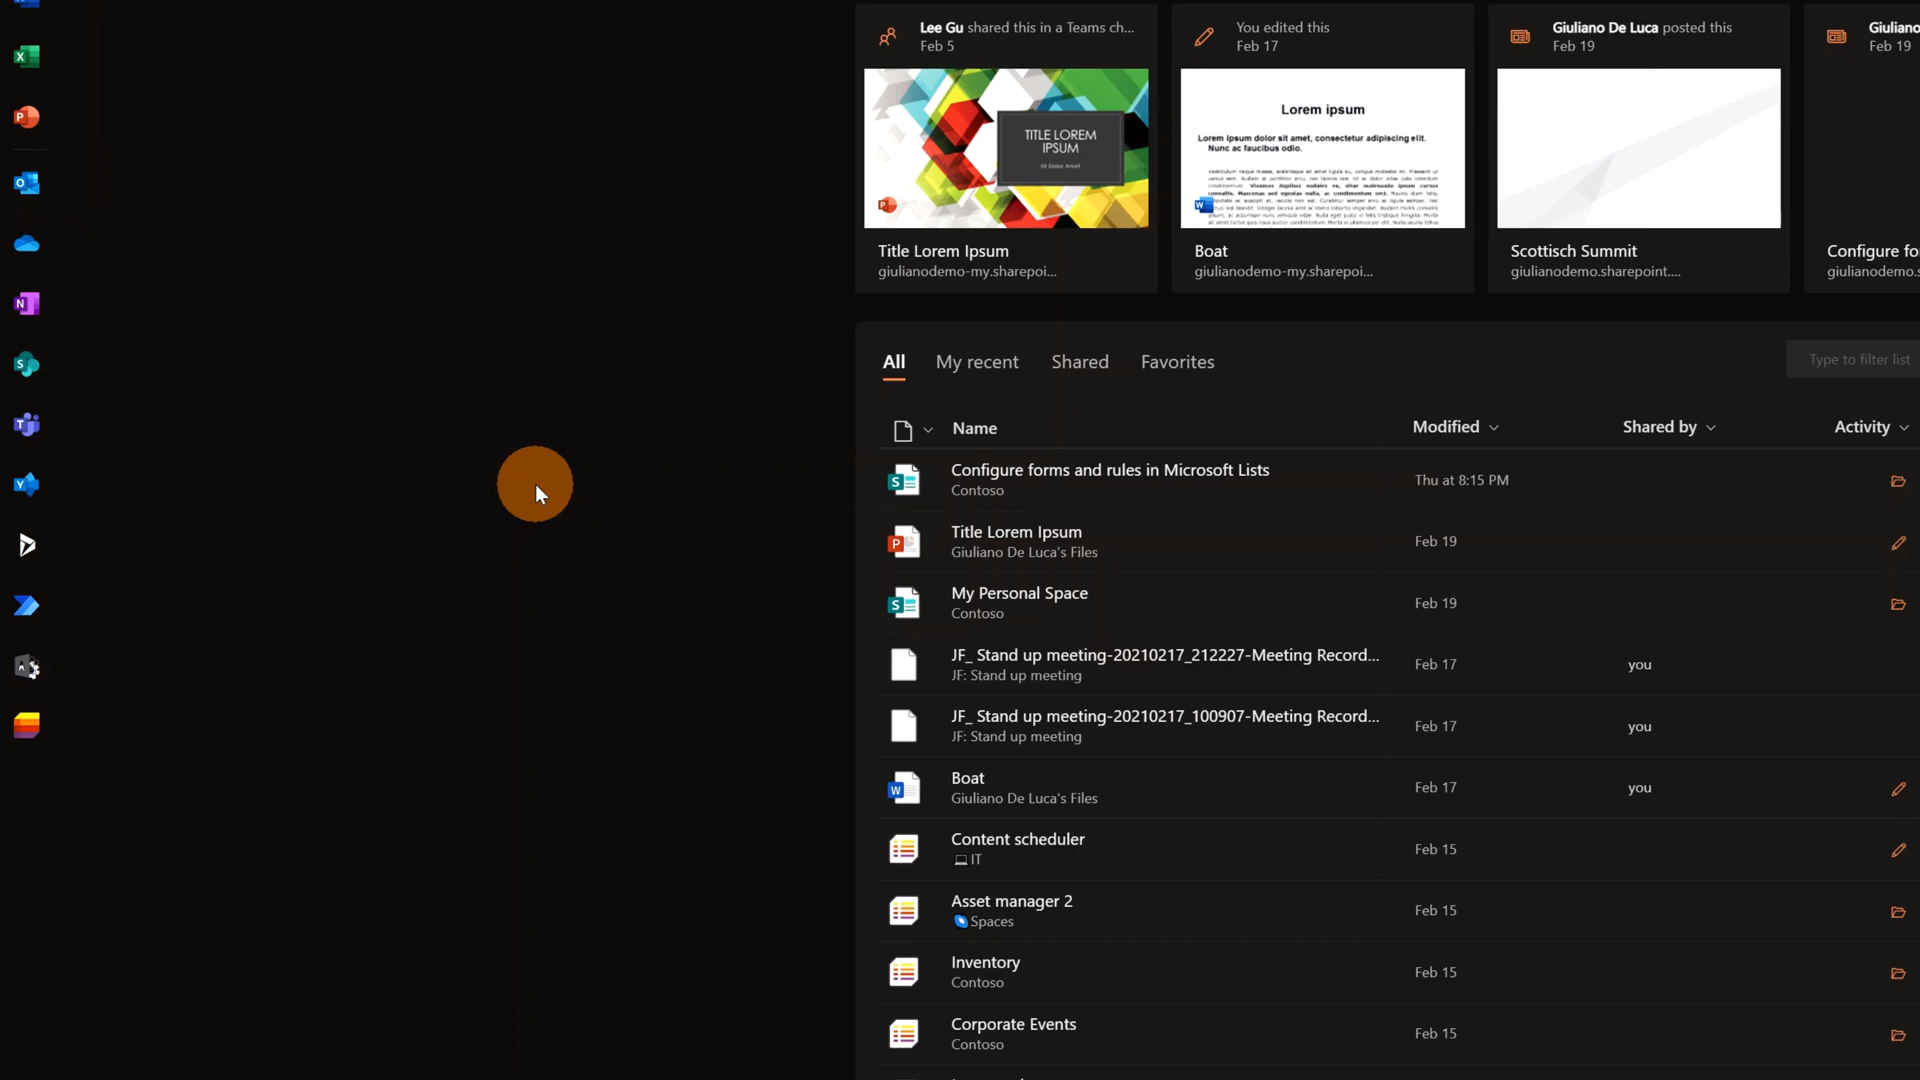 Lee Gu shared this in a Teams ch...
Feb 5
You edited this
Feb 17
Giuliano De Luca posted this
Feb 19
Giuliano
Feb 19
TITLE LOREM
IPSUM
Sit Dolor Amet
Lorem ipsum
Lorem ipsum dolor sit amet, consectetur adipiscing elit.
Nunc ac faucibus odio.
Title Lorem Ipsum
giulianodemo-my.sharepoi...
Boat
giulianodemo-my.sharepoi...
Scottisch Summit
giulianodemo.sharepoint....
Configure fo
giulianodemo.s
All My recent Shared Favorites
Type to filter list
Name Modified Shared by Activity
Configure forms and rules in Microsoft Lists
Contoso
Thu at 8:15 PM
Title Lorem Ipsum
Giuliano De Luca's Files
Feb 19
My Personal Space
Contoso
Feb 19
JF_ Stand up meeting-20210217_212227-Meeting Record...
JF: Stand up meeting
Feb 17
you
JF_ Stand up meeting-20210217_100907-Meeting Record...
JF: Stand up meeting
Feb 17
you
Boat
Giuliano De Luca's Files
Feb 17
you
Content scheduler
IT
Feb 15
Asset manager 2
Spaces
Feb 15
Inventory
Contoso
Feb 15
Corporate Events
Contoso
Feb 15